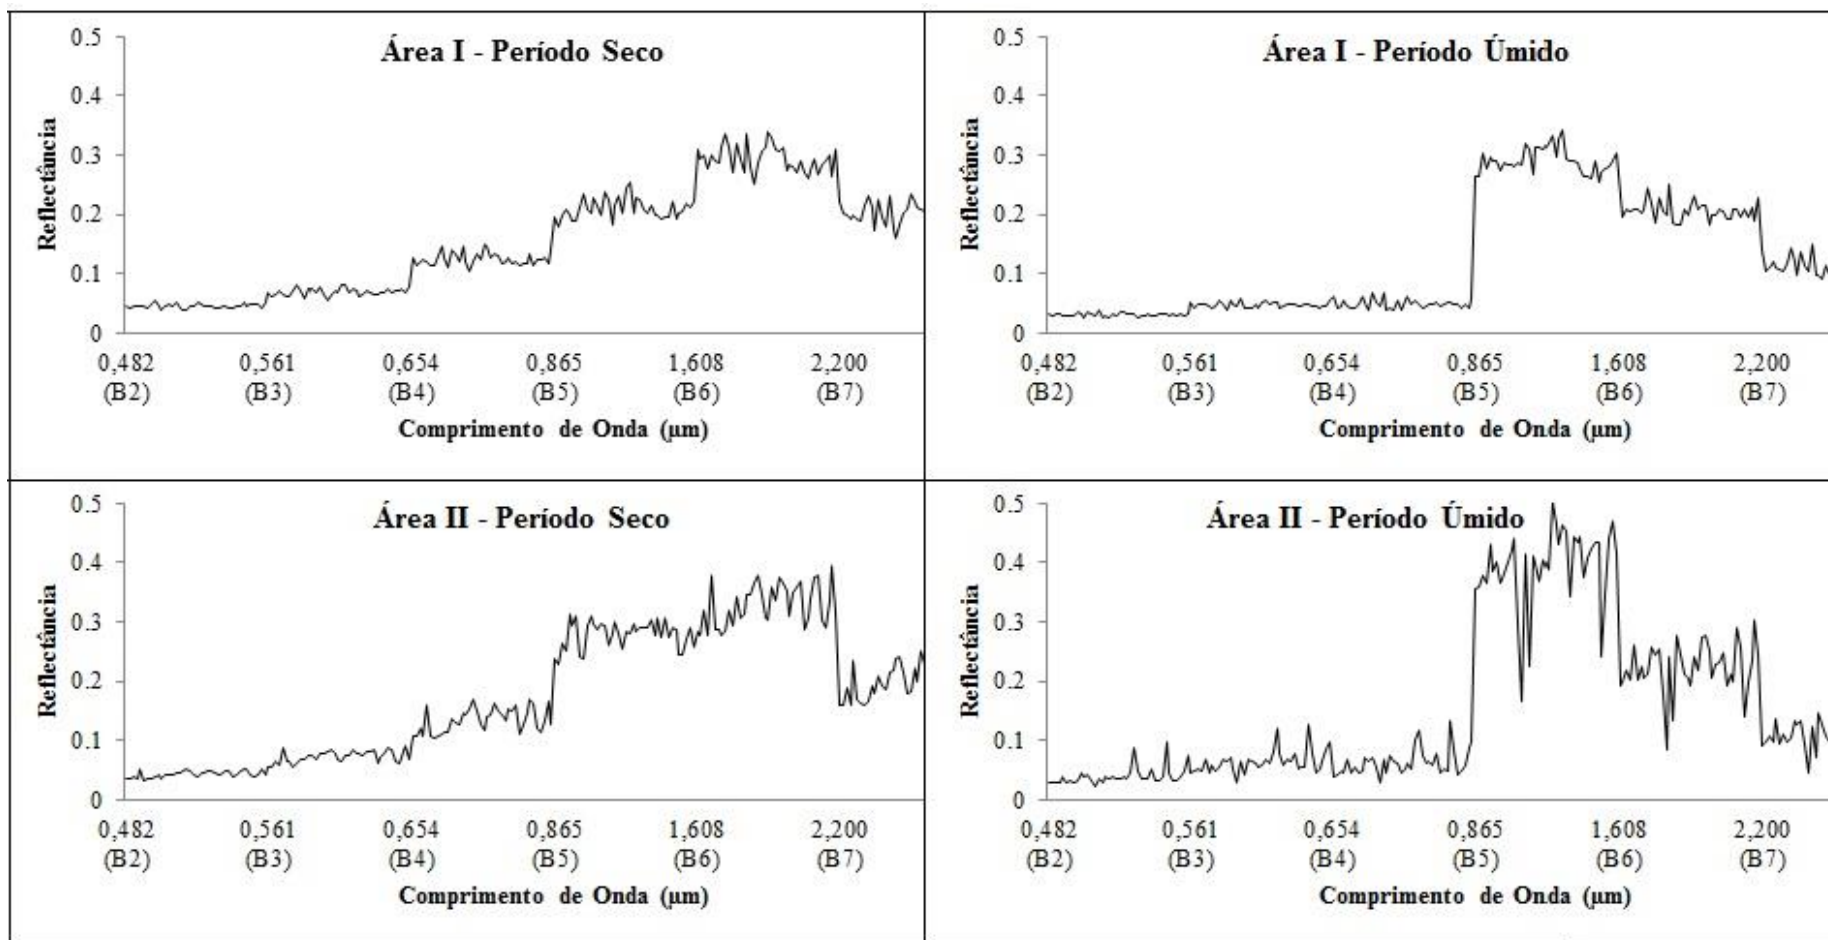 Área I - Período Seco
Reflectância
0.5
0.4
0.3
0.2
0.1
0
0,482 0,561 0,654 0,865 1,608 2,200
(B2) (B3) (B4) (B5) (B6) (B7)
Comprimento de Onda (μm)
Área I - Período Úmido
Reflectância
0.5
0.4
0.3
0.2
0.1
0
0,482 0,561 0,654 0,865 1,608 2,200
(B2) (B3) (B4) (B5) (B6) (B7)
Comprimento de Onda (μm)
Área II - Período Seco
Reflectância
0.5
0.4
0.3
0.2
0.1
0
0,482 0,561 0,654 0,865 1,608 2,200
(B2) (B3) (B4) (B5) (B6) (B7)
Comprimento de Onda (μm)
Área II - Período Úmido
Reflectância
0.5
0.4
0.3
0.2
0.1
0
0,482 0,561 0,654 0,865 1,608 2,200
(B2) (B3) (B4) (B5) (B6) (B7)
Comprimento de Onda (μm)